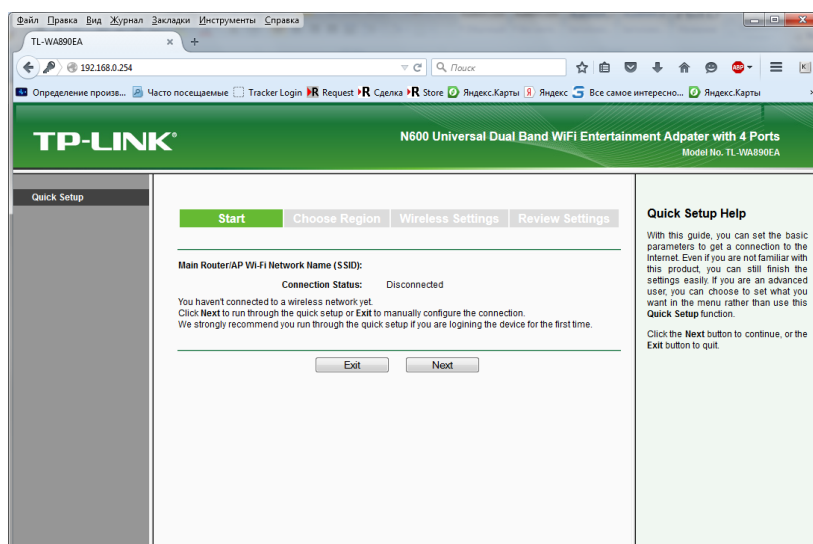 Файл Правка Вид Журнал Закладки Инструменты Справка
TL-WA890EA × +
192.168.0.254 Поиск ABP K
Определение произв... Часто посещаемые Tracker Login R Request R Сделка R Store Яндекс.Карты Я Яндекс Все самое интересно... Яндекс.Карты
TP-LINK®
N600 Universal Dual Band WiFi Entertainment Adpater with 4 Ports
Model No. TL-WA890EA
Quick Setup
Start Choose Region Wireless Settings Review Settings
Main Router/AP Wi-Fi Network Name (SSID):
Connection Status: Disconnected
You haven't connected to a wireless network yet.
Click Next to run through the quick setup or Exit to manually configure the connection.
We strongly recommend you run through the quick setup if you are logining the device for the first time.
Exit Next
Quick Setup Help
With this guide, you can set the basic
parameters to get a connection to the
Internet. Even if you are not familiar with
this product, you can still finish the
settings easily. If you are an advanced
user, you can choose to set what you
want in the menu rather than use this
Quick Setup function.
Click the Next button to continue, or the
Exit button to quit.